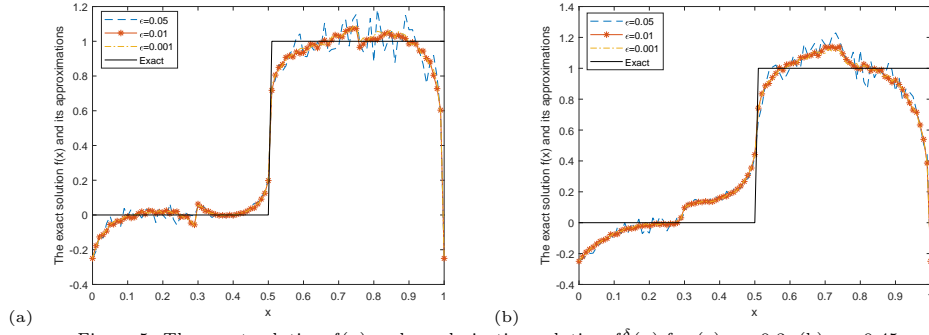 The exact solution f(x) and its approximations
1.2
1
0.8
0.6
0.4
0.2
0
-0.2
-0.4
ϵ=0.05
ϵ=0.01
ϵ=0.001
Exact
0 0.1 0.2 0.3 0.4 0.5 0.6 0.7 0.8 0.9 1
x
(a)
The exact solution f(x) and its approximations
1.4
1.2
1
0.8
0.6
0.4
0.2
0
-0.2
-0.4
ϵ=0.05
ϵ=0.01
ϵ=0.001
Exact
0 0.1 0.2 0.3 0.4 0.5 0.6 0.7 0.8 0.9 1
x
(b)